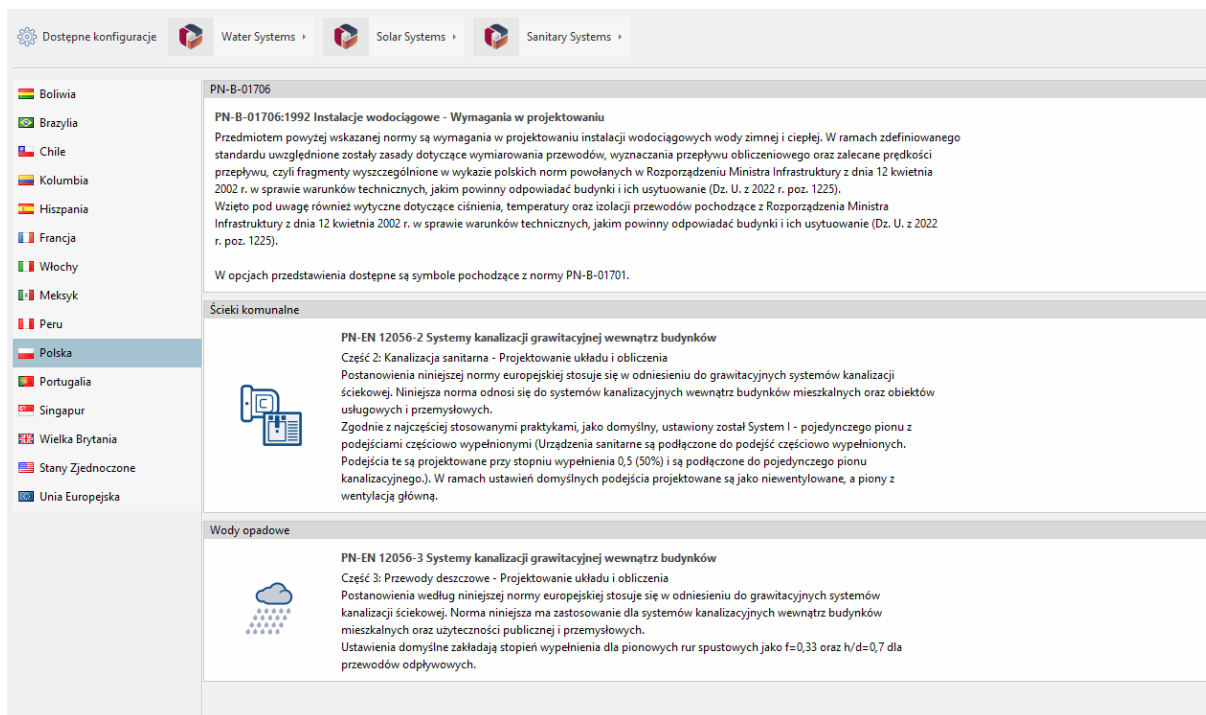 Dostępne konfiguracje
Water Systems
Solar Systems
Sanitary Systems
Boliwia
Brazylia
Chile
Kolumbia
Hiszpania
Francja
Włochy
Meksyk
Peru
Polska
Portugalia
Singapur
Wielka Brytania
Stany Zjednoczone
Unia Europejska
PN-B-01706
PN-B-01706:1992 Instalacje wodociągowe - Wymagania w projektowaniu
Przedmiotem powyżej wskazanej normy są wymagania w projektowaniu instalacji wodociągowych wody zimnej i ciepłej. W ramach zdefiniowanego
standardu uwzględnione zostały zasady dotyczące wymiarowania przewodów, wyznaczania przepływu obliczeniowego oraz zalecane prędkości
przepływu, czyli fragmenty wyszczególnione w wykazie polskich norm powołanych w Rozporządzeniu Ministra Infrastruktury z dnia 12 kwietnia
2002 r. w sprawie warunków technicznych, jakim powinny odpowiadać budynki i ich usytuowanie (Dz. U. z 2022 r. poz. 1225).
Wzięto pod uwagę również wytyczne dotyczące ciśnienia, temperatury oraz izolacji przewodów pochodzące z Rozporządzenia Ministra
Infrastruktury z dnia 12 kwietnia 2002 r. w sprawie warunków technicznych, jakim powinny odpowiadać budynki i ich usytuowanie (Dz. U. z 2022
r. poz. 1225).
W opcjach przedstawienia dostępne są symbole pochodzące z normy PN-B-01701.
Ścieki komunalne
PN-EN 12056-2 Systemy kanalizacji grawitacyjnej wewnątrz budynków
Część 2: Kanalizacja sanitarna - Projektowanie układu i obliczenia
Postanowienia niniejszej normy europejskiej stosuje się w odniesieniu do grawitacyjnych systemów kanalizacji
ściekowej. Niniejsza norma odnosi się do systemów kanalizacyjnych wewnątrz budynków mieszkalnych oraz obiektów
usługowych i przemysłowych.
Zgodnie z najczęściej stosowanymi praktykami, jako domyślny, ustawiony został System I - pojedynczego pionu z
podejściami częściowo wypełnionymi (Urządzenia sanitarne są podłączone do podejść częściowo wypełnionych.
Podejścia te są projektowane przy stopniu wypełnienia 0,5 (50%) i są podłączone do pojedynczego pionu
kanalizacyjnego.). W ramach ustawień domyślnych podejścia projektowane są jako niewentylowane, a piony z
wentylacją główną.
Wody opadowe
PN-EN 12056-3 Systemy kanalizacji grawitacyjnej wewnątrz budynków
Część 3: Przewody deszczowe - Projektowanie układu i obliczenia
Postanowienia według niniejszej normy europejskiej stosuje się w odniesieniu do grawitacyjnych systemów
kanalizacji ściekowej. Norma niniejsza ma zastosowanie dla systemów kanalizacyjnych wewnątrz budynków
mieszkalnych oraz użyteczności publicznej i przemysłowych.
Ustawienia domyślne zakładają stopień wypełnienia dla pionowych rur spustowych jako f=0,33 oraz h/d=0,7 dla
przewodów odpływowych.